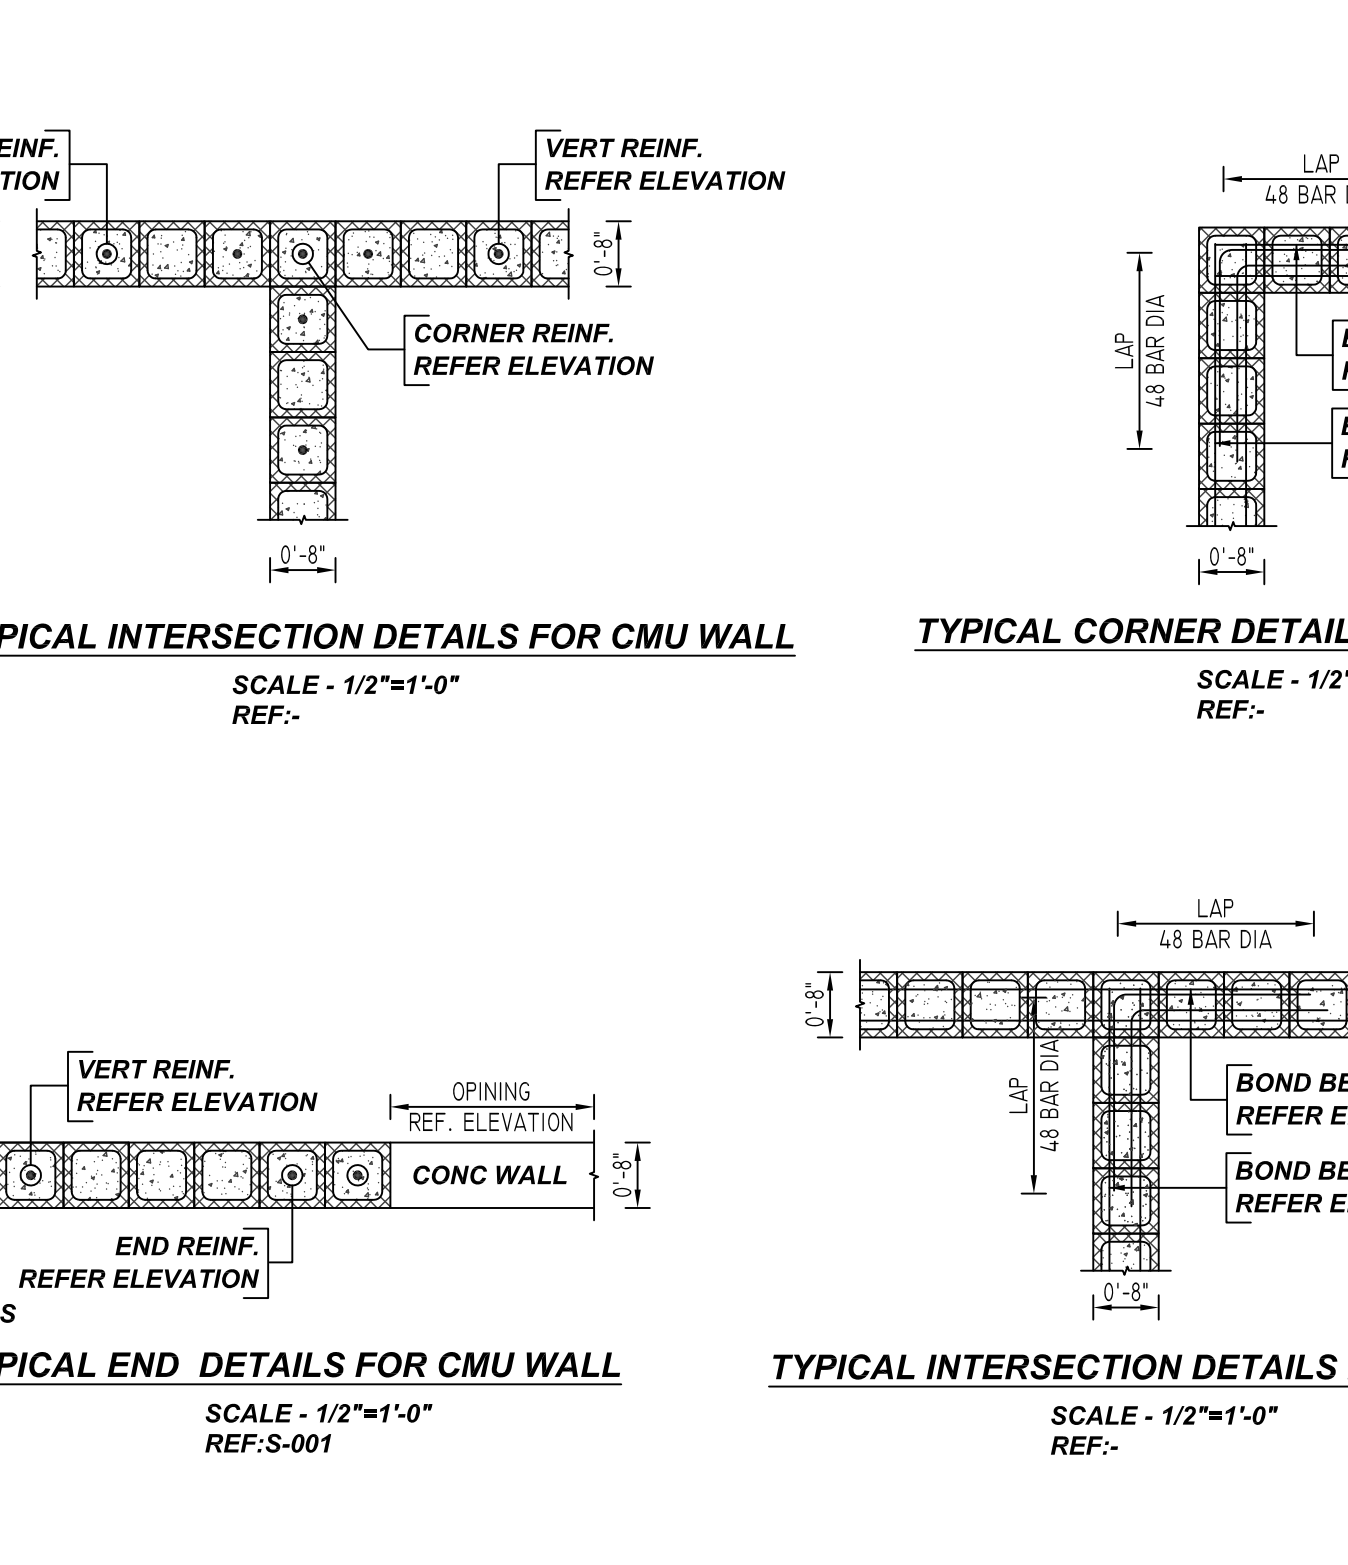 EINF.
TION
VERT REINF.
REFER ELEVATION
0'-8"
CORNER REINF.
REFER ELEVATION
0'-8"
PICAL INTERSECTION DETAILS FOR CMU WALL
SCALE - 1/2"=1'-0"
REF:-
LAP
48 BAR
LAP
48 BAR DIA
0'-8"
TYPICAL CORNER DETAIL
SCALE - 1/2"
REF:-
VERT REINF.
REFER ELEVATION
OPINING
REF. ELEVATION
CONC WALL
0'-8"
END REINF.
REFER ELEVATION
S
PICAL END DETAILS FOR CMU WALL
SCALE - 1/2"=1'-0"
REF:S-001
LAP
48 BAR DIA
0'-8"
LAP
48 BAR DIA
BOND BE
REFER E
BOND BE
REFER E
0'-8"
TYPICAL INTERSECTION DETAILS
SCALE - 1/2"=1'-0"
REF:-